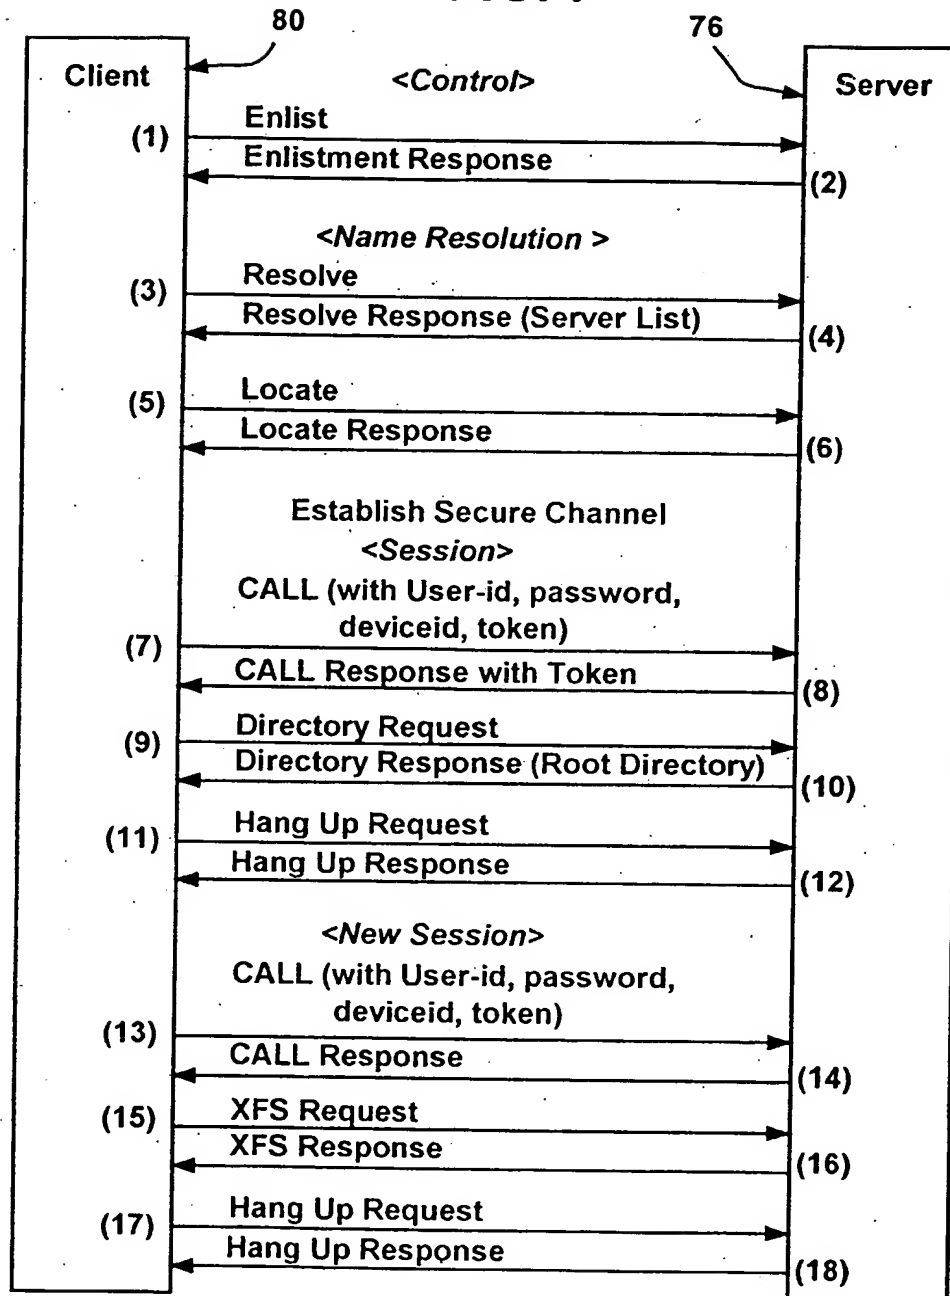 80
76
Client
<Control>
Server
Enlist
(1)
Enlistment Response
(2)
<Name Resolution >
Resolve
(3)
Resolve Response (Server List)
(4)
Locate
(5)
Locate Response
(6)
Establish Secure Channel
<Session>
CALL (with User-id, password,
deviceid, token)
(7)
CALL Response with Token
(8)
Directory Request
(9)
Directory Response (Root Directory)
(10)
Hang Up Request
(11)
Hang Up Response
(12)
<New Session>
CALL (with User-id, password,
deviceid, token)
(13)
CALL Response
(14)
XFS Request
(15)
XFS Response
(16)
Hang Up Request
(17)
Hang Up Response
(18)